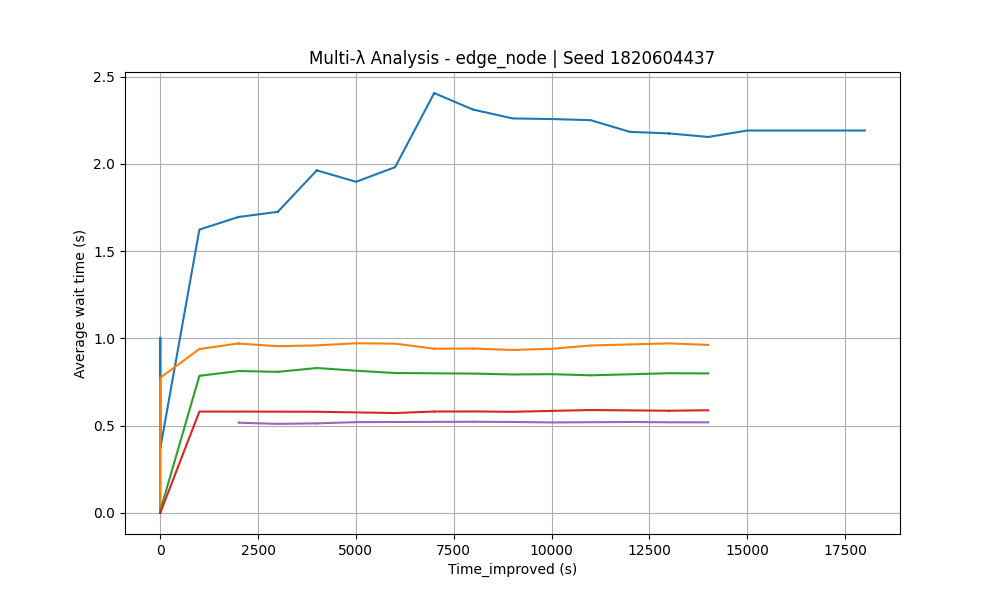 Multi-λ Analysis - edge_node | Seed 1820604437
Average wait time (s)
2.5
2.0
1.5
1.0
0.5
0.0
0 2500 5000 7500 10000 12500 15000 17500
Time_improved (s)